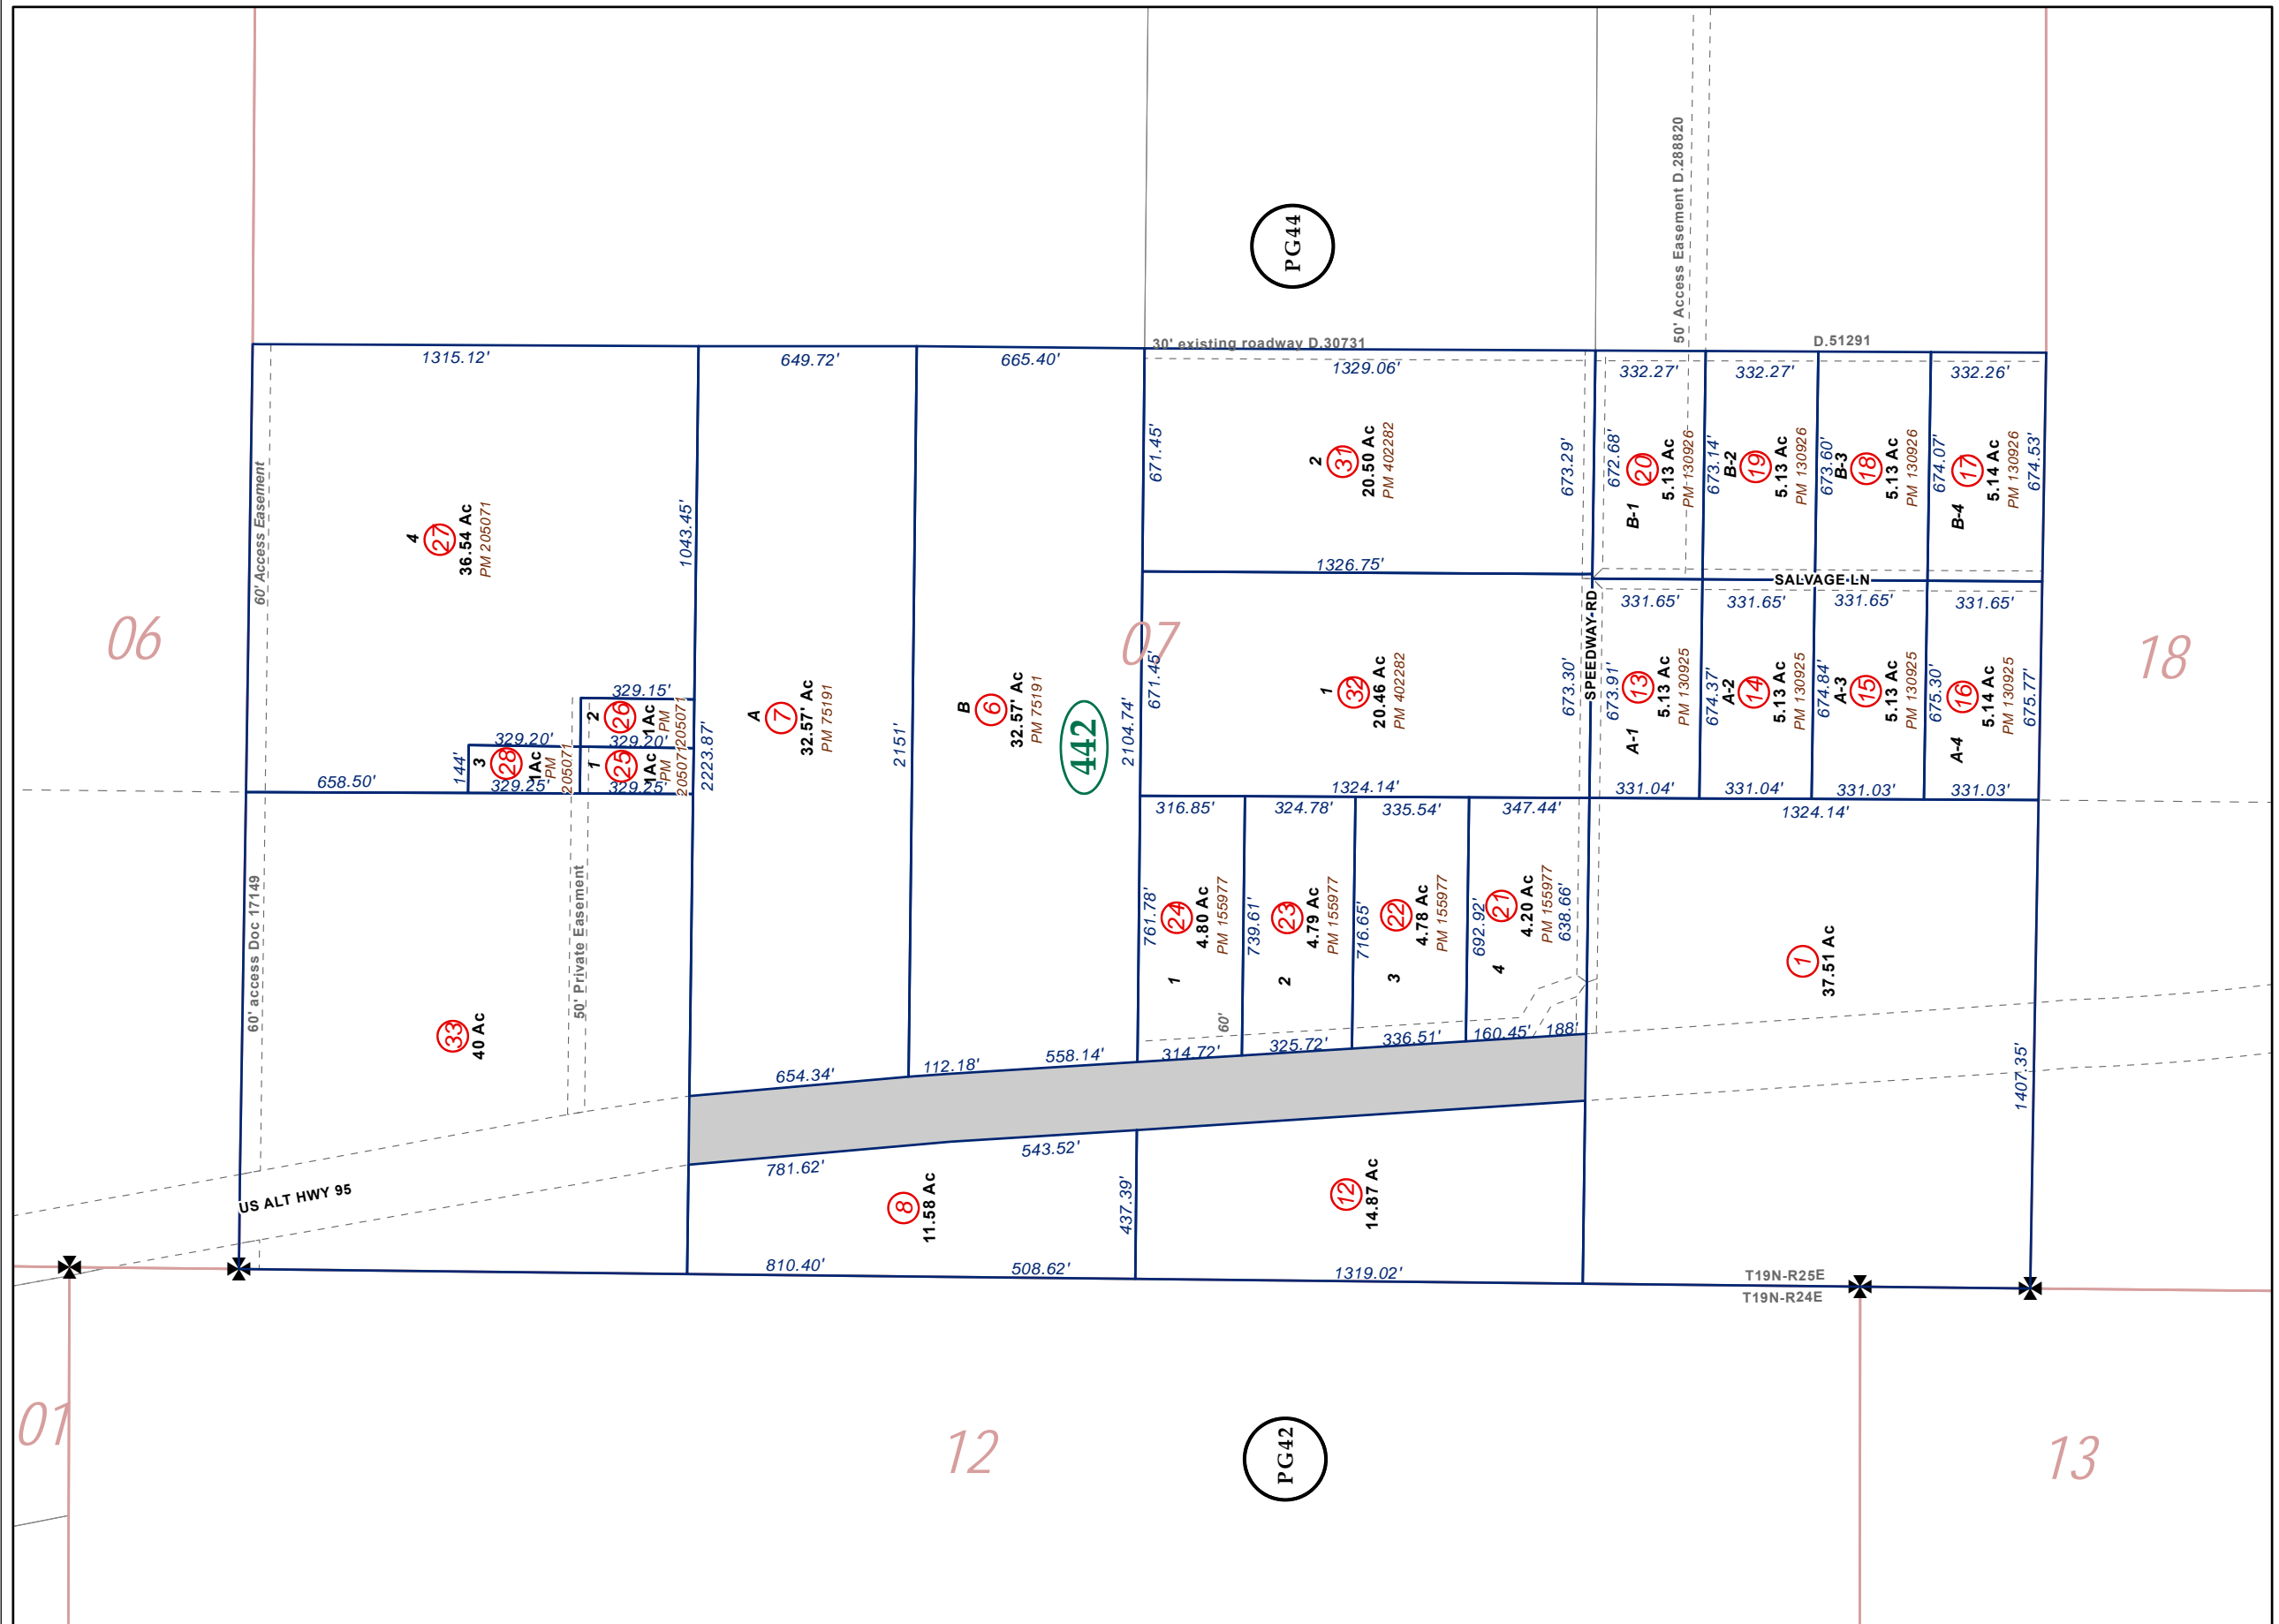 PG44
50' Access Easement D.288820
30' existing roadway D.30731
D.51291
1315.12'
649.72'
665.40'
1329.06'
332.27'
332.27'
332.26'
60' Access Easement
4
27
36.54 Ac
PM 205071
1043.45'
671.45'
2
31
20.50 Ac
PM 402282
673.29'
672.68'
B-1
20
5.13 Ac
PM 130926
673.14'
B-2
19
5.13 Ac
PM 130926
673.60'
B-3
18
5.13 Ac
PM 130926
674.07'
B-4
17
5.14 Ac
PM 130926
674.53'
1326.75'
SALVAGE LN
SPEEDWAY RD
06
07
18
331.65'
331.65'
331.65'
331.65'
329.15'
2
26
1Ac
PM
205071
329.20'
329.20'
144'
3
28
1Ac
PM
205071
1
25
1Ac
PM
205071
658.50'
329.25'
329.25'
2223.87'
A
7
32.57' Ac
PM 75191
2151'
B
6
32.57' Ac
PM 75191
442
2104.74'
671.45'
1
32
20.46 Ac
PM 402282
673.30'
673.91'
A-1
13
5.13 Ac
PM 130925
674.37'
A-2
14
5.13 Ac
PM 130925
674.84'
A-3
15
5.13 Ac
PM 130925
675.30'
A-4
16
5.14 Ac
PM 130925
675.77'
1324.14'
331.04'
331.04'
331.03'
331.03'
316.85'
324.78'
335.54'
347.44'
1324.14'
60' access Doc 17149
33
40 Ac
50' Private Easement
761.78'
24
4.80 Ac
PM 155977
1
739.61'
23
4.79 Ac
PM 155977
2
716.65'
22
4.78 Ac
PM 155977
3
692.92'
21
4.20 Ac
PM 155977
4
638.66'
1
37.51 Ac
60'
654.34'
112.18'
558.14'
314.72'
325.72'
336.51'
160.45'
188'
1407.35'
US ALT HWY 95
781.62'
543.52'
8
11.58 Ac
437.39'
12
14.87 Ac
810.40'
508.62'
1319.02'
T19N-R25E
T19N-R24E
01
12
PG42
13